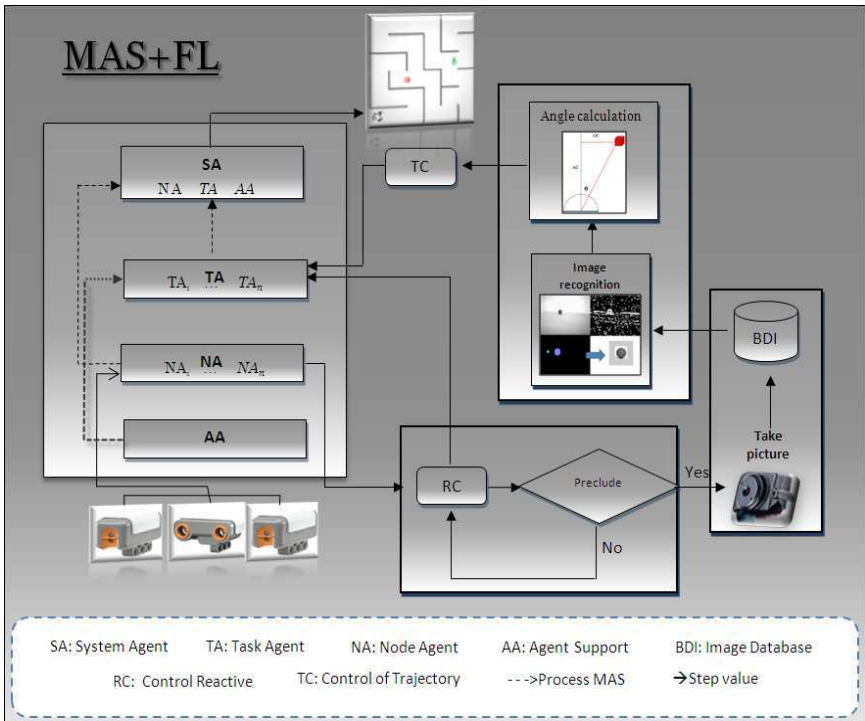 MAS+FL
Angle calculation
SA
NA TA AA
TC
Image
recognition
TA
TA₁ ... TAₙ
BDI
NA
NA₁ ... NAₙ
Take
picture
AA
RC
Preclude
Yes
No
SA: System Agent TA: Task Agent NA: Node Agent AA: Agent Support BDI: Image Database
RC: Control Reactive TC: Control of Trajectory --->Process MAS →Step value